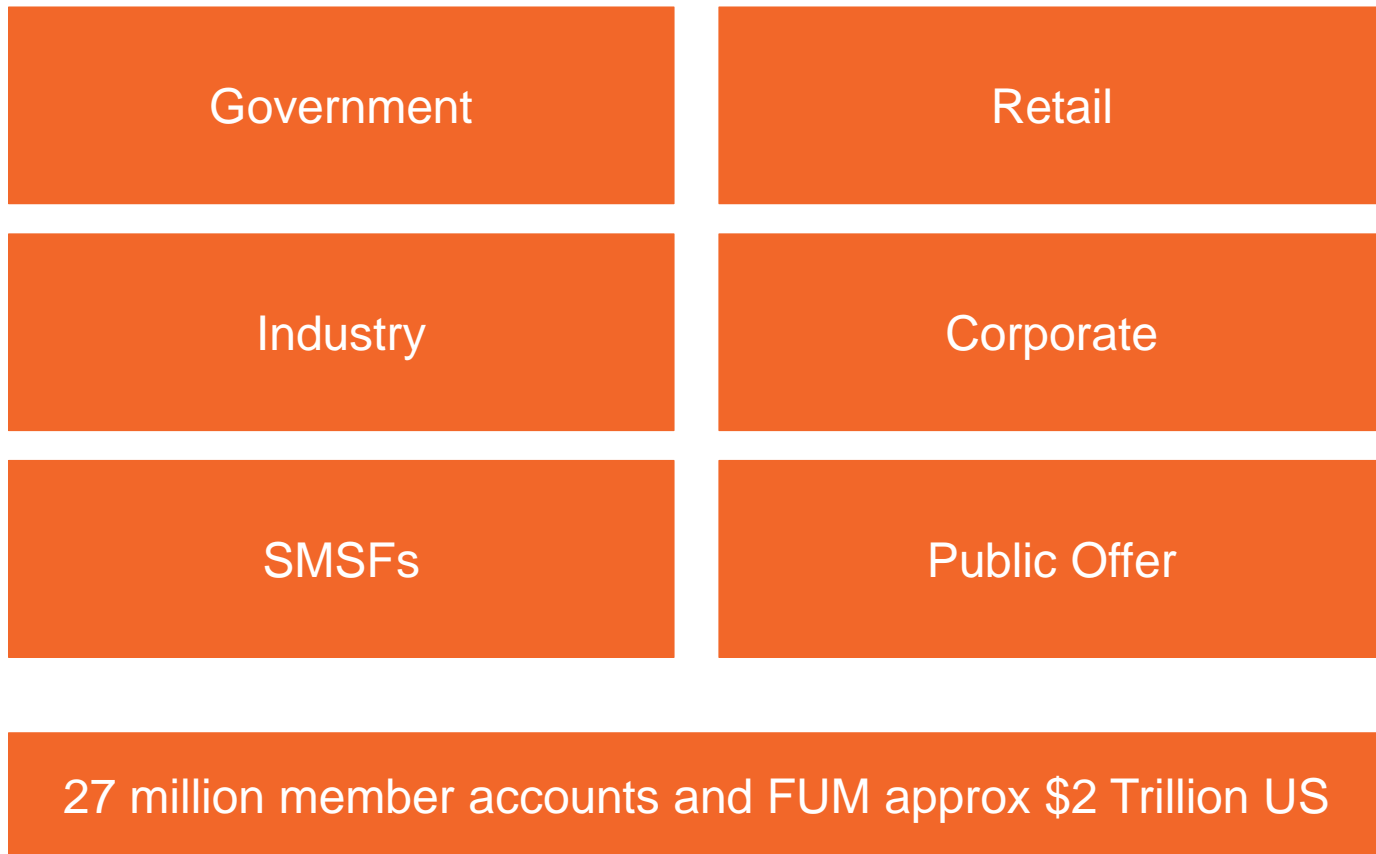 Government
Retail
Industry
Corporate
SMSFs
Public Offer
27 million member accounts and FUM approx $2 Trillion US